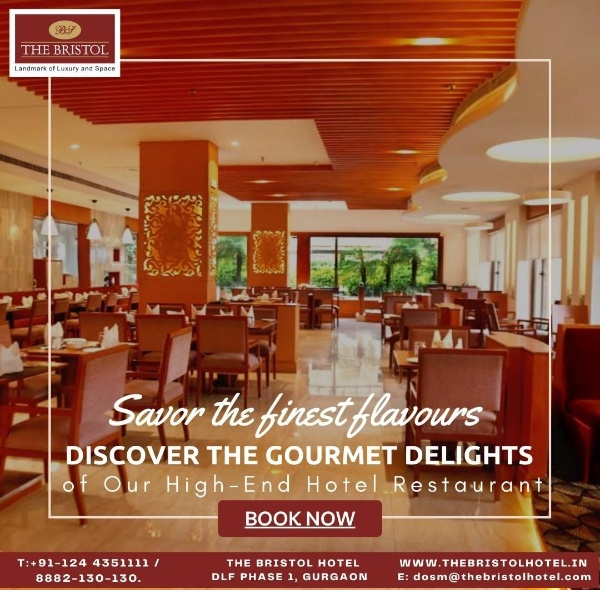 BS
THE BRISTOL
Landmark of Luxury and Space
Savor the finest flavours
DISCOVER THE GOURMET DELIGHTS
of Our High-End Hotel Restaurant
BOOK NOW
T:+91-124 4351111 /
8882-130-130.
THE BRISTOL HOTEL
DLF PHASE 1, GURGAON
WWW.THEBRISTOLHOTEL.IN
E: dosm@thebristolhotel.com